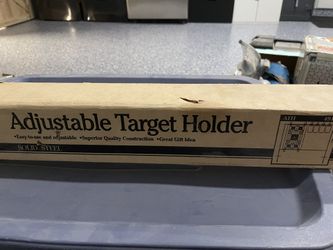 Adjustable Target Holder
•Easy to use and adjustable •Superior Quality Construction •Great Gift Idea
SOLID STEEL